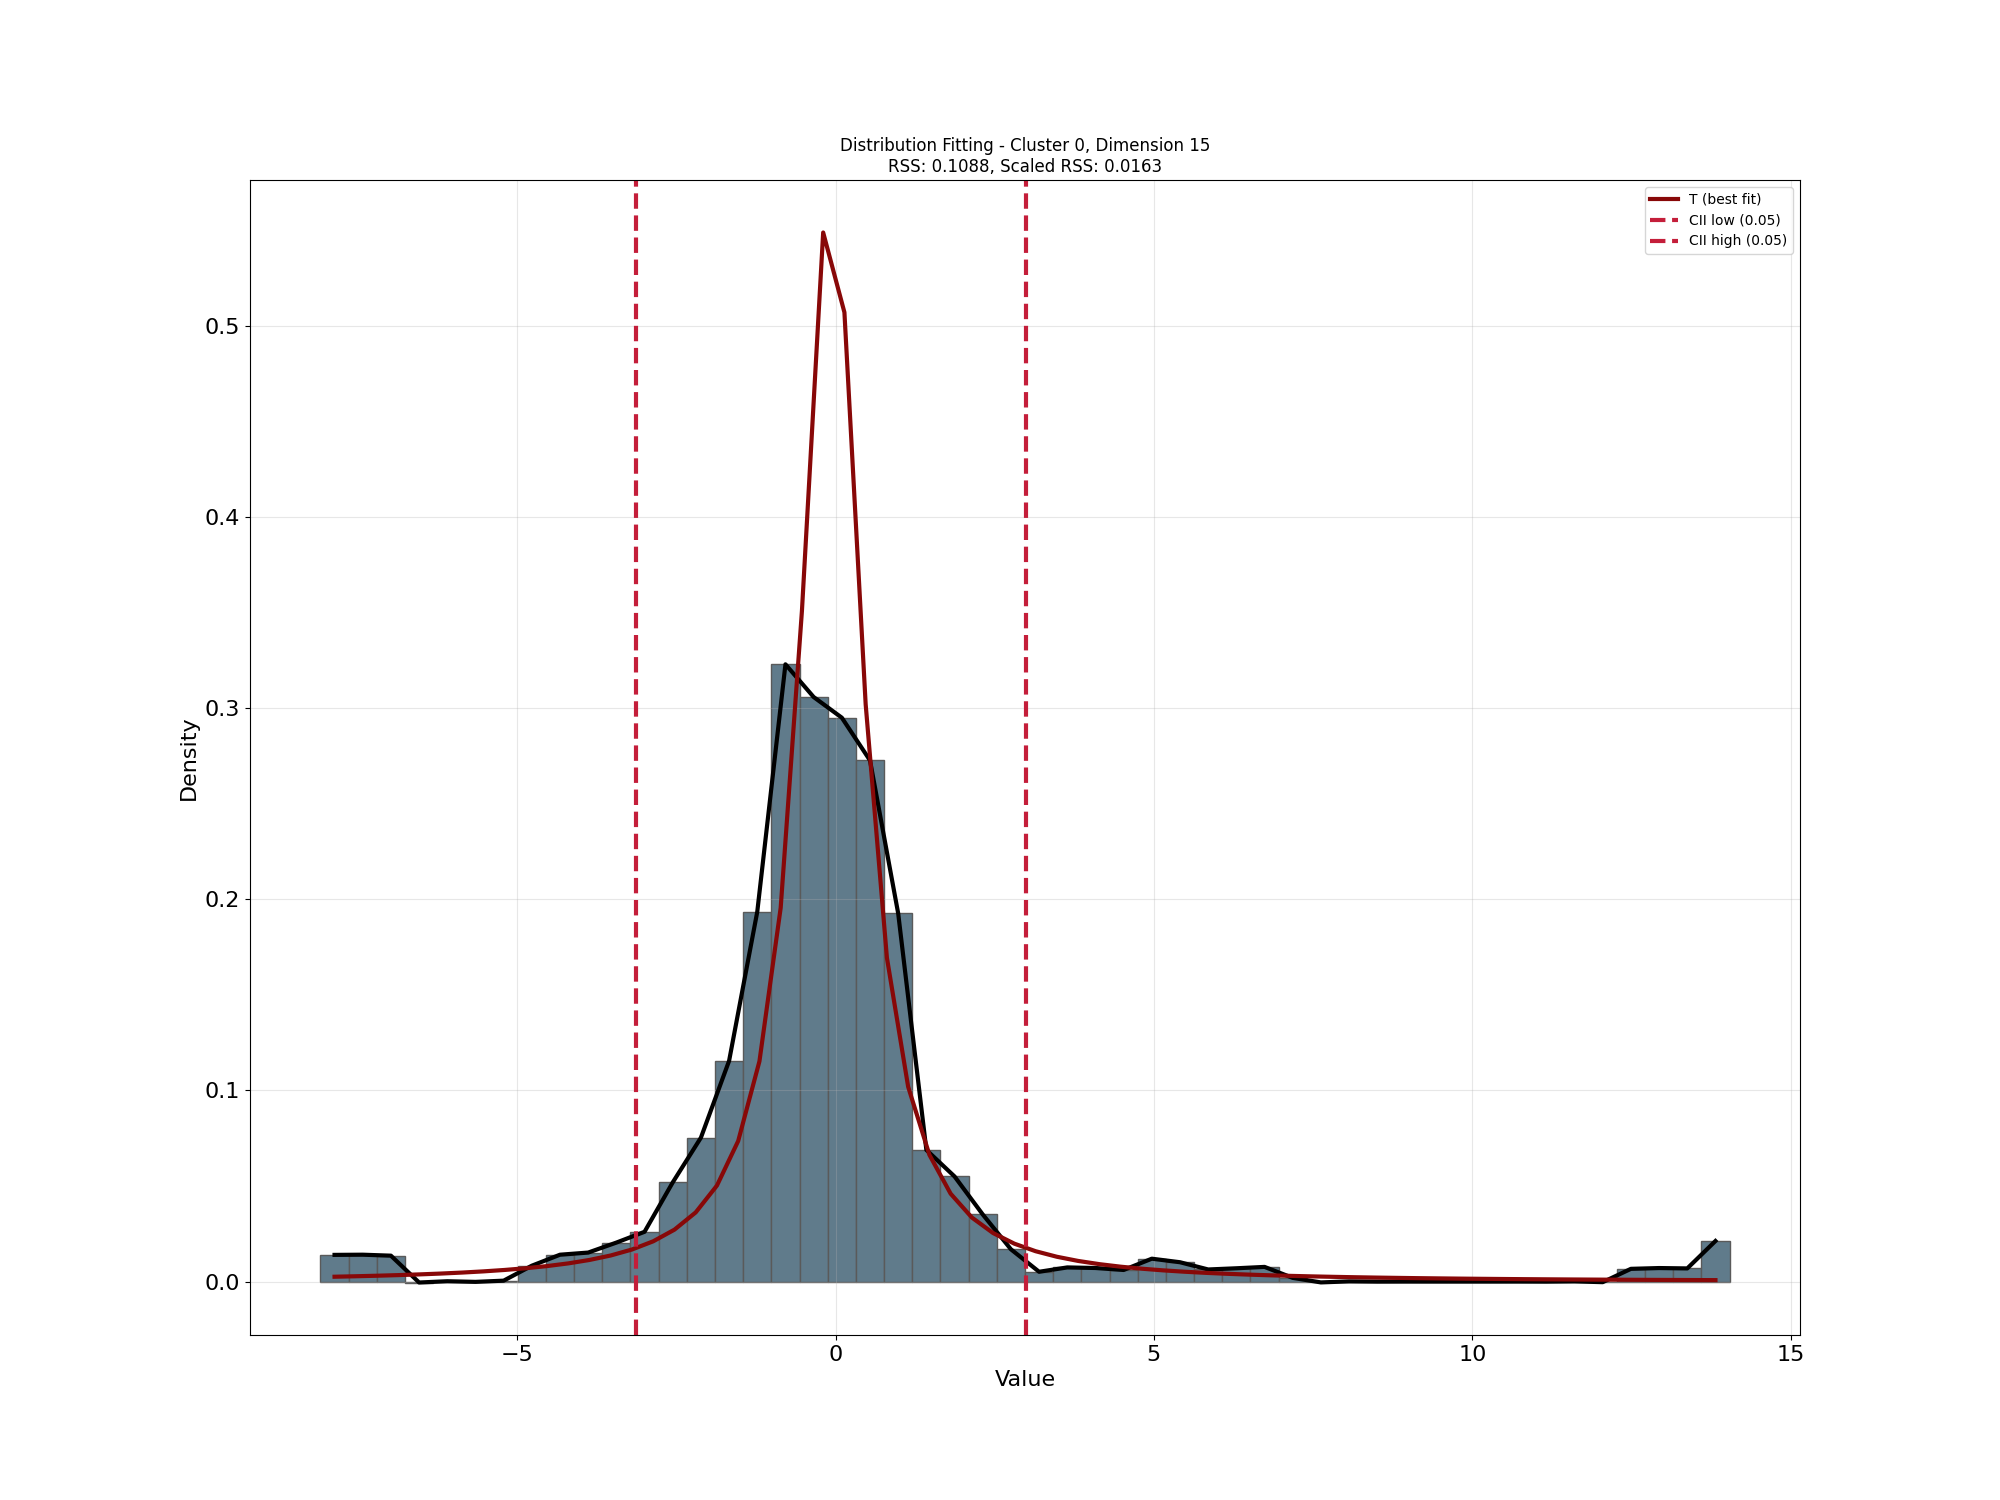 Distribution Fitting - Cluster 0, Dimension 15
RSS: 0.1088, Scaled RSS: 0.0163
T (best fit)
CII low (0.05)
CII high (0.05)
0.5
0.4
0.3
0.2
0.1
0.0
Density
−5
0
5
10
15
Value